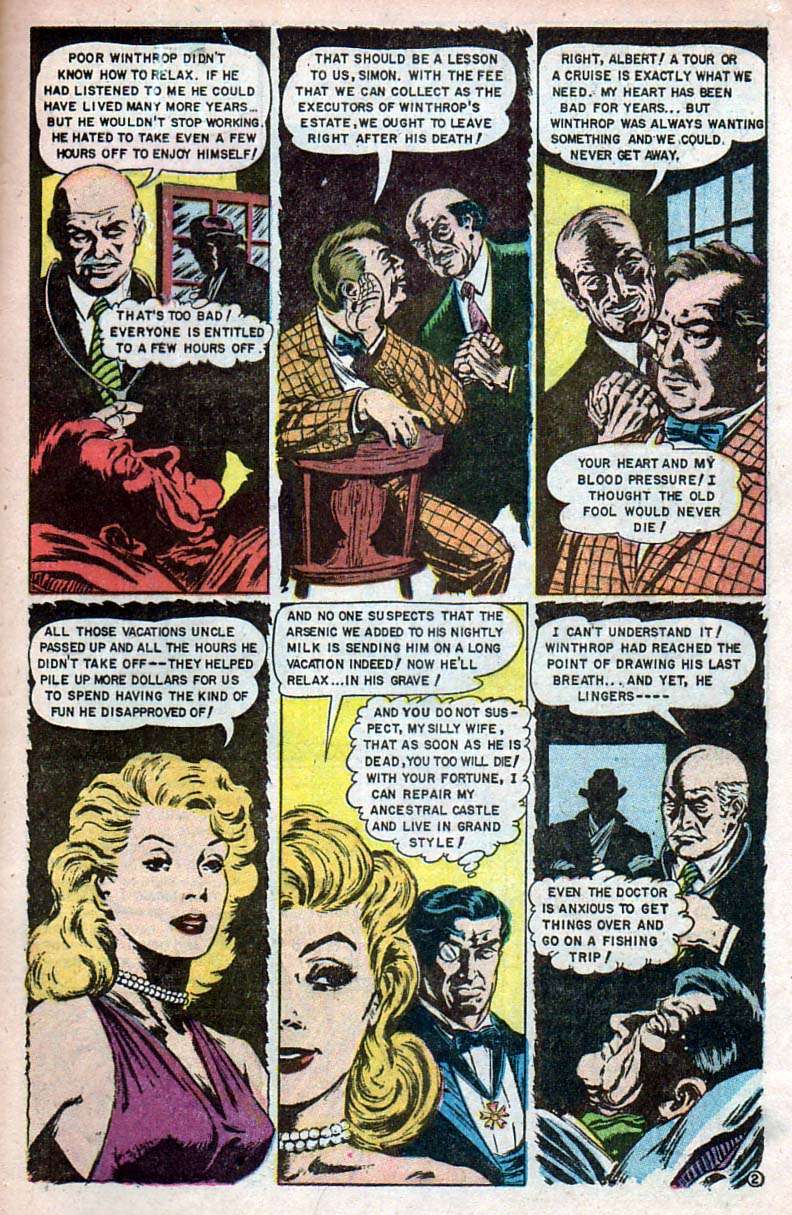 POOR WINTHROP DIDN'T
KNOW HOW TO RELAX. IF HE
HAD LISTENED TO ME HE COULD
HAVE LIVED MANY MORE YEARS...
BUT HE WOULDN'T STOP WORKING.
HE HATED TO TAKE EVEN A FEW
HOURS OFF TO ENJOY HIMSELF!
THAT'S TOO BAD!
EVERYONE IS ENTITLED
TO A FEW HOURS OFF.
THAT SHOULD BE A LESSON
TO US, SIMON. WITH THE FEE
THAT WE CAN COLLECT AS THE
EXECUTORS OF WINTHROP'S
ESTATE, WE OUGHT TO LEAVE
RIGHT AFTER HIS DEATH!
RIGHT, ALBERT! A TOUR OR
A CRUISE IS EXACTLY WHAT WE
NEED. MY HEART HAS BEEN
BAD FOR YEARS... BUT
WINTHROP WAS ALWAYS WANTING
SOMETHING AND WE COULD
NEVER GET AWAY.
YOUR HEART AND MY
BLOOD PRESSURE! I
THOUGHT THE OLD
FOOL WOULD NEVER
DIE!
ALL THOSE VACATIONS UNCLE
PASSED UP AND ALL THE HOURS HE
DIDN'T TAKE OFF--THEY HELPED
PILE UP MORE DOLLARS FOR US
TO SPEND HAVING THE KIND OF
FUN HE DISAPPROVED OF!
AND NO ONE SUSPECTS THAT THE
ARSENIC WE ADDED TO HIS NIGHTLY
MILK IS SENDING HIM ON A LONG
VACATION INDEED! NOW HE'LL
RELAX...IN HIS GRAVE!
AND YOU DO NOT SUS-
PECT, MY SILLY WIFE,
THAT AS SOON AS HE IS
DEAD, YOU TOO WILL DIE!
WITH YOUR FORTUNE, I
CAN REPAIR MY
ANCESTRAL CASTLE
AND LIVE IN GRAND
STYLE!
I CAN'T UNDERSTAND IT!
WINTHROP HAD REACHED THE
POINT OF DRAWING HIS LAST
BREATH...AND YET, HE
LINGERS----
EVEN THE DOCTOR
IS ANXIOUS TO GET
THINGS OVER AND
GO ON A FISHING
TRIP!
2